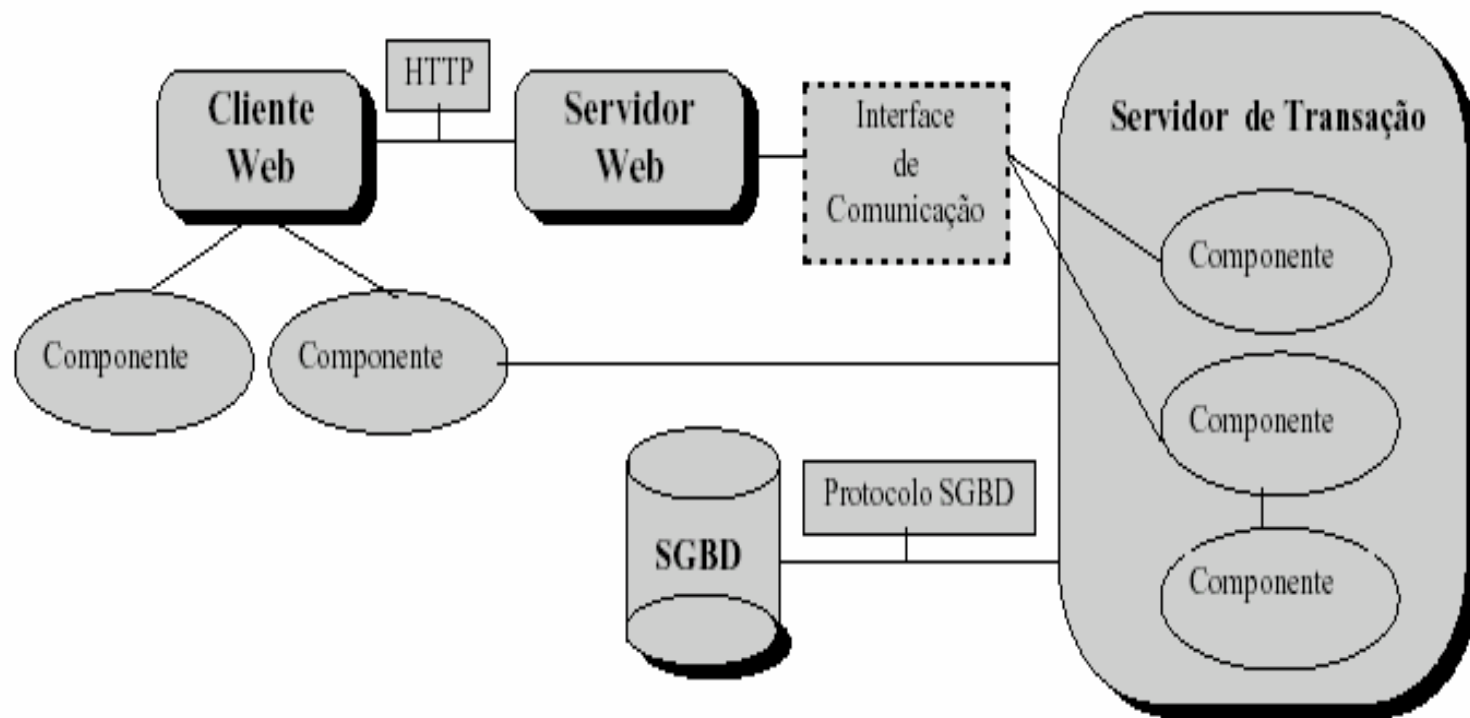 HTTP
Cliente
Web
Servidor
Web
Interface
de
Comunicação
Servidor de Transação
Componente
Componente
Componente
Componente
Protocolo SGBD
SGBD
Componente